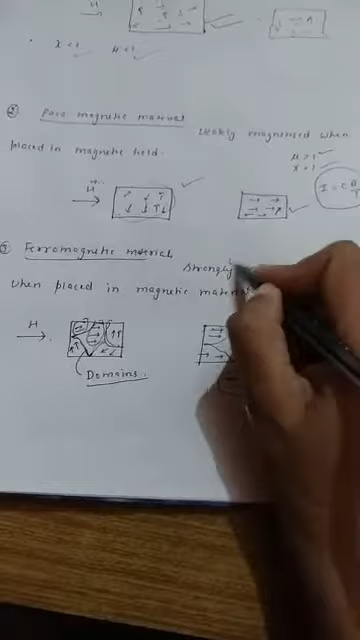 H
x < 1 μ < 1
② Para magnetic material weakly magnetised when
placed in magnetic field.
μ > 1
x = 1
H
③ Ferromagnetic material strongly
when placed in magnetic material
H
Domains.